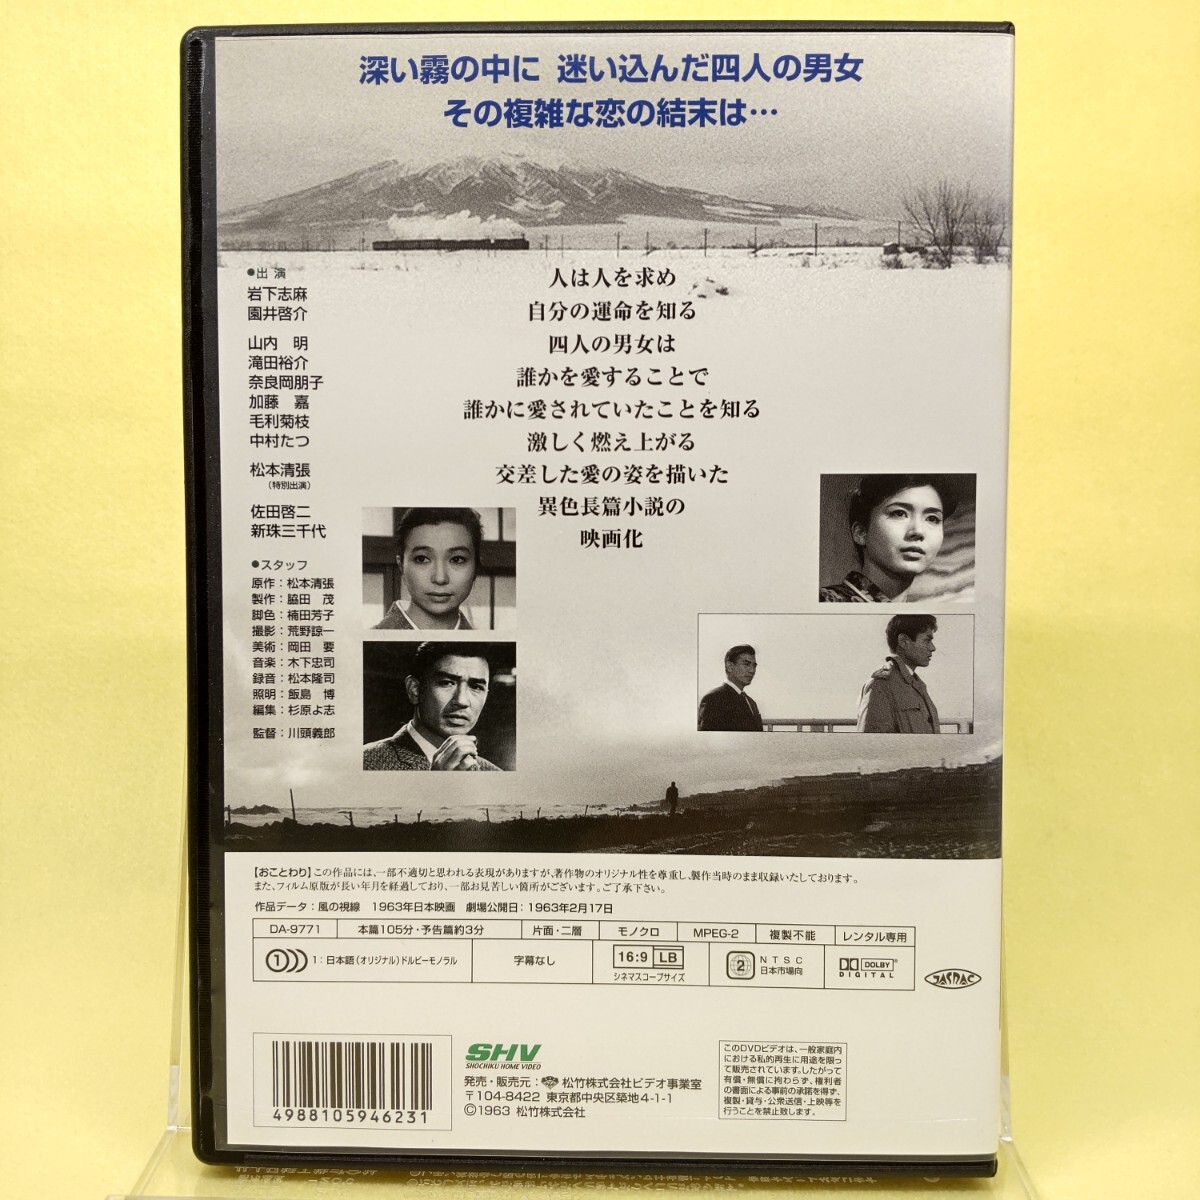 深い霧の中に 迷い込んだ四人の男女
その複雑な恋の結末は…
●出 演
岩下志麻
園井啓介
山内　明
滝田裕介
奈良岡朋子
加藤　嘉
毛利菊枝
中村たつ
松本清張
(特別出演)
佐田啓二
新珠三千代
●スタッフ
原作：松本清張
製作：脇田　茂
脚色：楠田芳子
撮影：荒野諒一
美術：岡田　要
音楽：木下忠司
録音：松本隆司
照明：飯島　博
編集：杉原よ志
監督：川頭義郎
人は人を求め
自分の運命を知る
四人の男女は
誰かを愛することで
誰かに愛されていたことを知る
激しく燃え上がる
交差した愛の姿を描いた
異色長篇小説の
映画化
【おことわり】この作品には、一部不適切と思われる表現がありますが、著作物のオリジナル性を尊重し、製作当時のまま収録いたしております。
また、フィルム原版が長い年月を経過しており、一部お見苦しい箇所がございます。ご了承下さい。
作品データ：風の視線　1963年日本映画　劇場公開日：1963年2月17日
DA-9771 本篇105分・予告篇約3分 片面・二層 モノクロ MPEG-2 複製不能 レンタル専用
1 1：日本語（オリジナル）ドルビーモノラル 字幕なし 16:9 LB シネマスコープサイズ 2 NTSC 日本市場向 DOLBY DIGITAL
JASRAC
4988105946231
SHV
SHOCHIKU HOME VIDEO
発売・販売元：松竹株式会社ビデオ事業室
〒104-8422 東京都中央区築地4-1-1
©1963 松竹株式会社
このDVDビデオは、一般家庭内
における私的再生に用途を限っ
て販売されています。したがって
有償・無償に拘わらず、権利者
の書面による事前の承諾を得ず、
複製・貸与・公衆送信・上映等を
行うことを禁止致します。